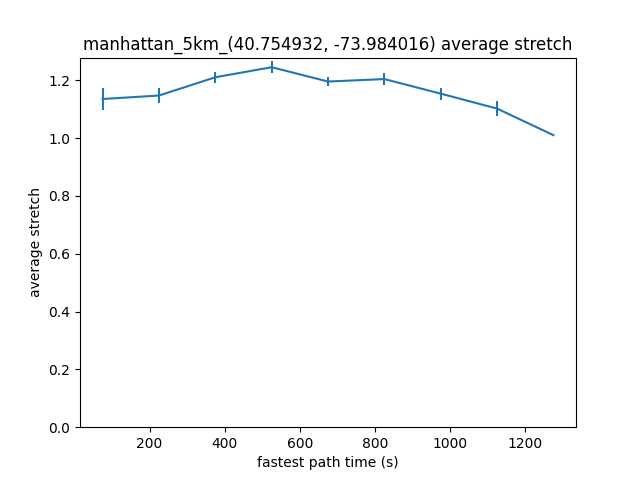 manhattan_5km_(40.754932, -73.984016) average stretch
1.2
1.0
0.8
0.6
0.4
0.2
0.0
average stretch
200 400 600 800 1000 1200
fastest path time (s)